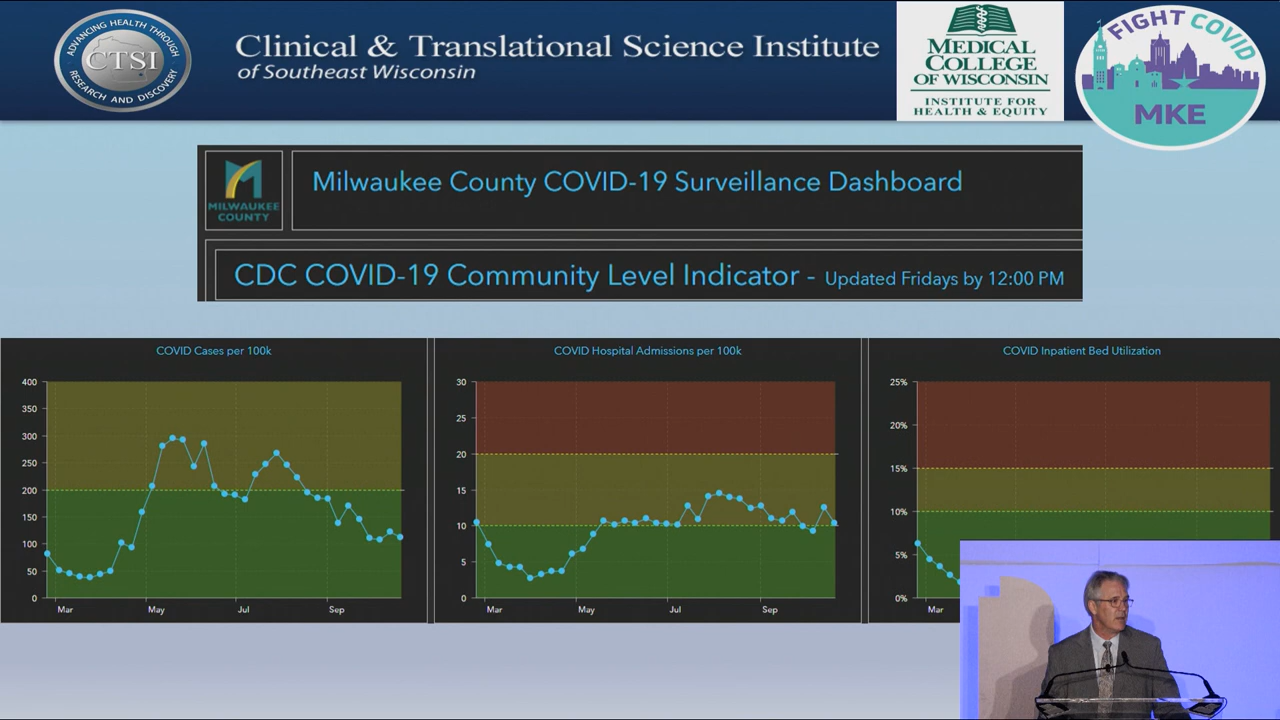 ADVANCING HEALTH THROUGH
CTSI
RESEARCH AND DISCOVERY
Clinical & Translational Science Institute
of Southeast Wisconsin
MEDICAL
COLLEGE
OF WISCONSIN
INSTITUTE FOR
HEALTH & EQUITY
FIGHT COVID
MKE
MILWAUKEE
COUNTY
Milwaukee County COVID-19 Surveillance Dashboard
CDC COVID-19 Community Level Indicator - Updated Fridays by 12:00 PM
COVID Cases per 100k
400
350
300
250
200
150
100
50
0
Mar May Jul Sep
COVID Hospital Admissions per 100k
30
25
20
15
10
5
0
Mar May Jul Sep
COVID Inpatient Bed Utilization
25%
20%
15%
10%
5%
0%
Mar